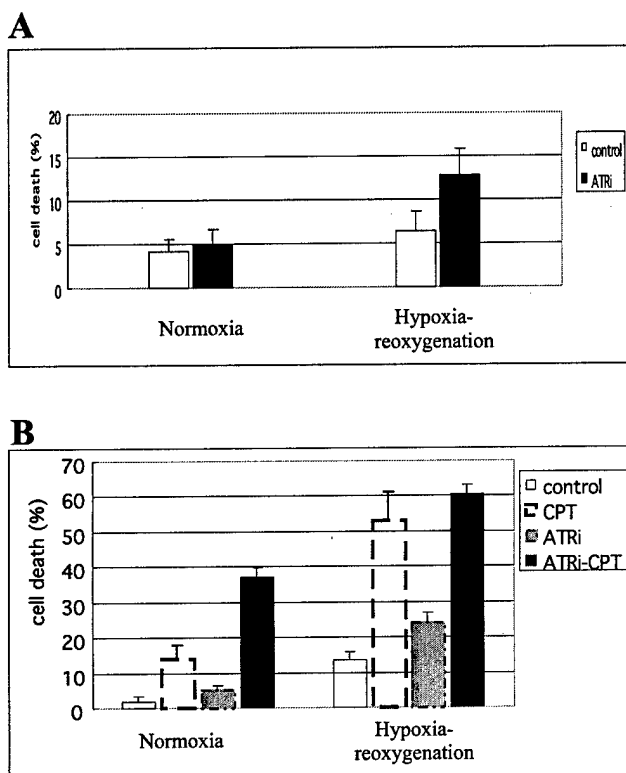 A
20
15
10
5
0
cell death (%)
control
ATRi
Normoxia
Hypoxia-
reoxygenation
B
70
60
50
40
30
20
10
0
cell death (%)
control
CPT
ATRi
ATRi-CPT
Normoxia
Hypoxia-
reoxygenation